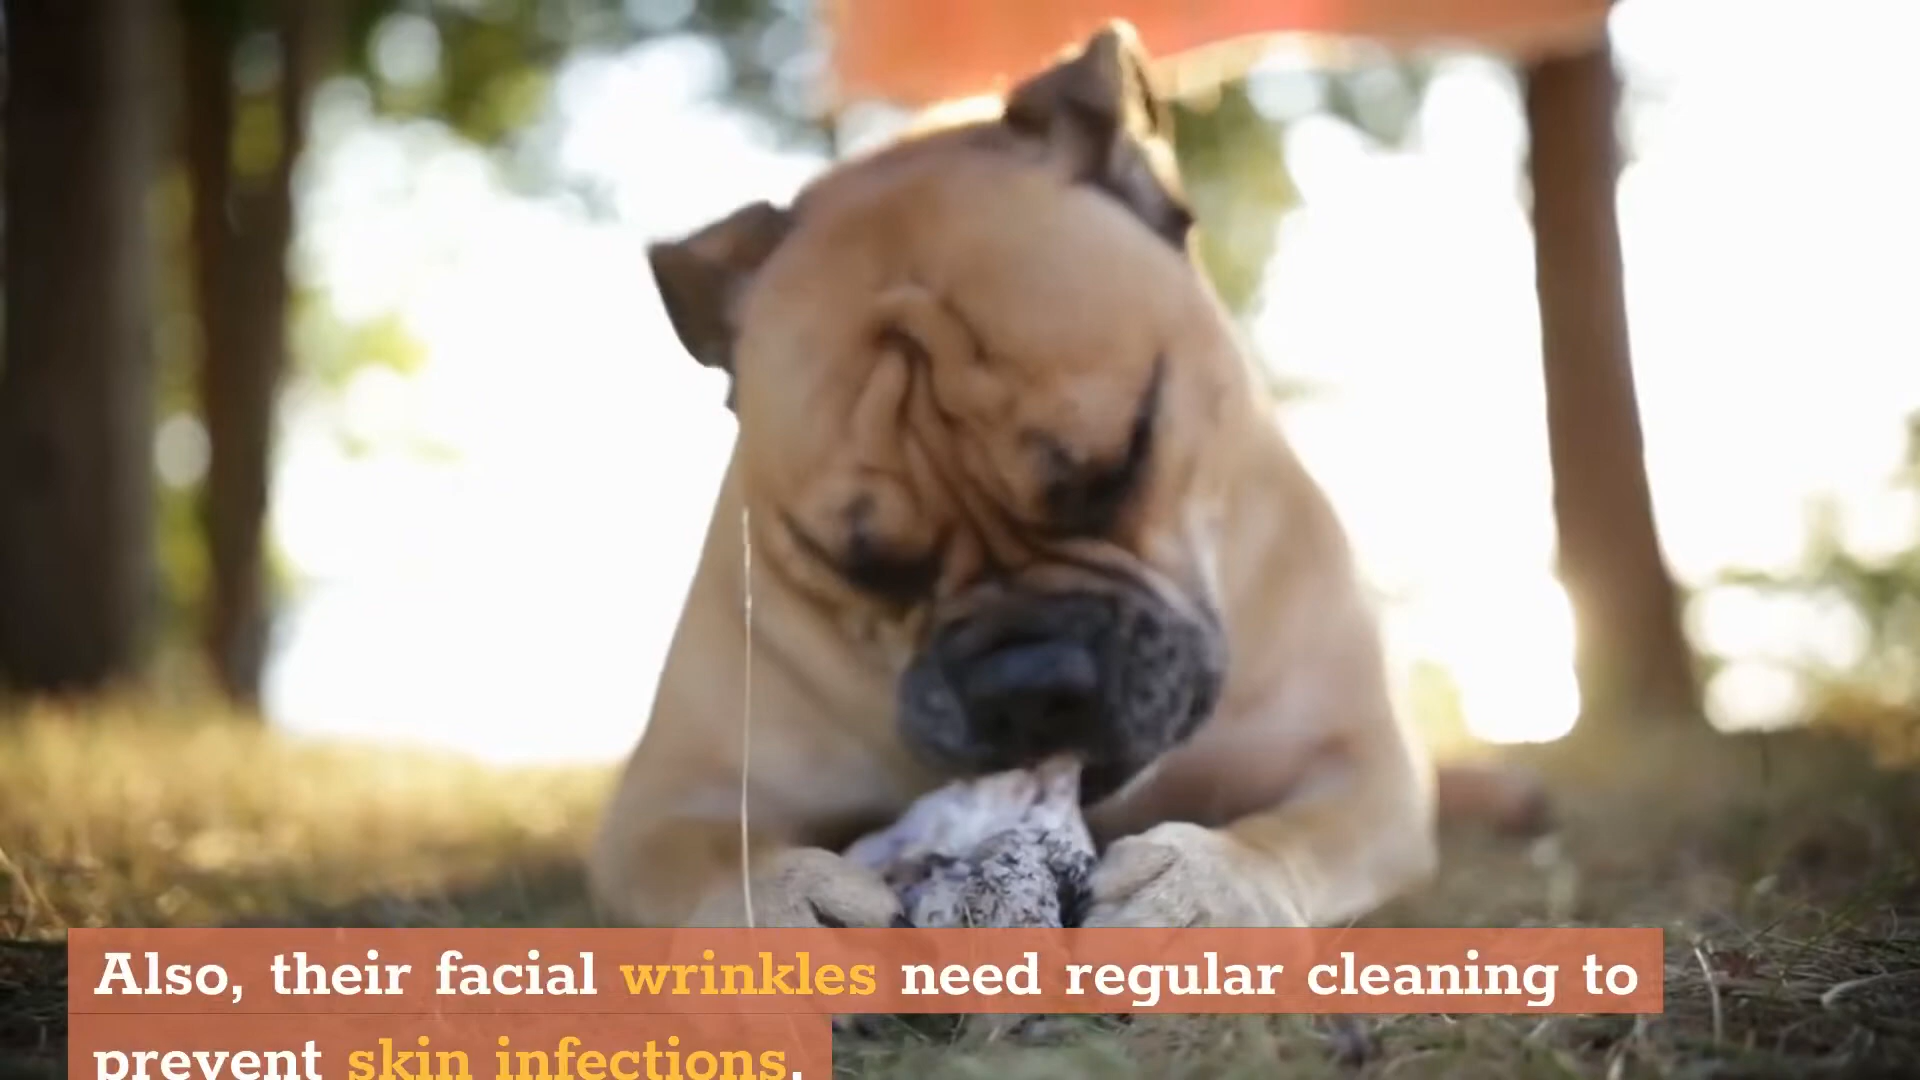 Also, their facial wrinkles need regular cleaning to
prevent skin infections.